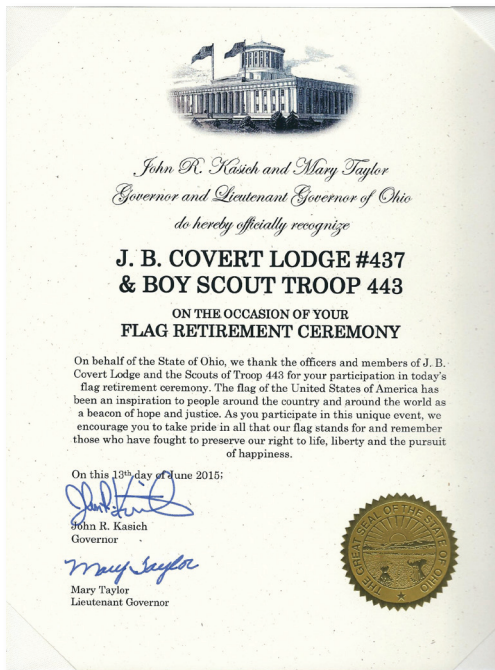 John R. Kasich and Mary Taylor
Governor and Lieutenant Governor of Ohio
do hereby officially recognize
J. B. COVERT LODGE #437
& BOY SCOUT TROOP 443
ON THE OCCASION OF YOUR
FLAG RETIREMENT CEREMONY
On behalf of the State of Ohio, we thank the officers and members of J. B.
Covert Lodge and the Scouts of Troop 443 for your participation in today's
flag retirement ceremony. The flag of the United States of America has
been an inspiration to people around the country and around the world as
a beacon of hope and justice. As you participate in this unique event, we
encourage you to take pride in all that our flag stands for and remember
those who have fought to preserve our right to life, liberty and the pursuit
of happiness.
On this 13th day of June 2015:
John R. Kasich
Governor
Mary Taylor
Mary Taylor
Lieutenant Governor
THE GREAT SEAL OF THE STATE OF OHIO